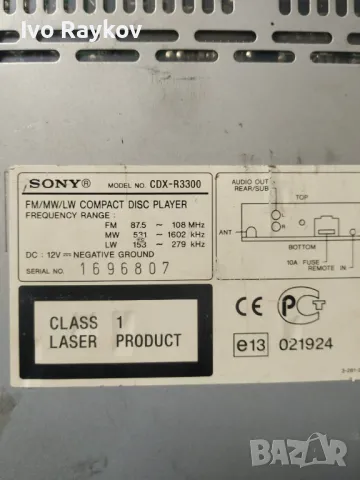 Ivo Raykov
SONY® MODEL NO. CDX-R3300
FM/MW/LW COMPACT DISC PLAYER
FREQUENCY RANGE :
FM 87.5 - 108 MHz
MW 531 - 1602 kHz
LW 153 - 279 kHz
DC : 12V NEGATIVE GROUND
SERIAL NO. 1696807
AUDIO OUT
REAR/SUB
TOP
L
R
ANT
BOTTOM
10A FUSE
REMOTE IN
CLASS 1
LASER PRODUCT
CE
e13 021924
BAZAR